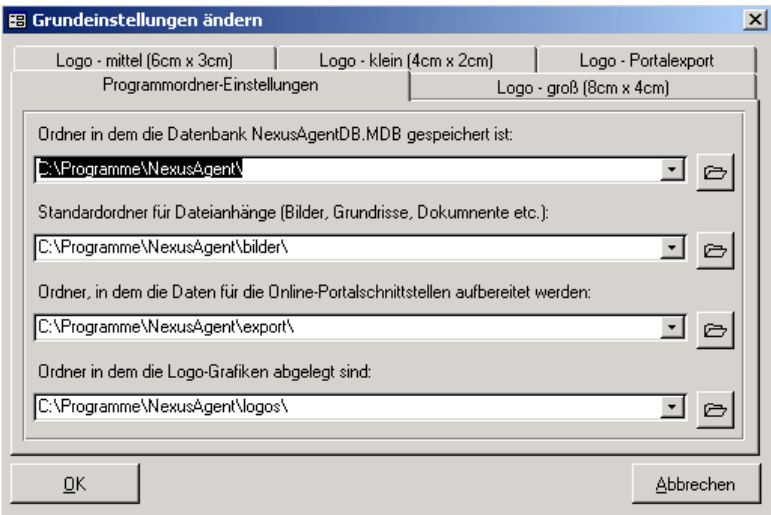 Grundeinstellungen ändern
Logo - mittel (6cm x 3cm)
Logo - klein (4cm x 2cm)
Logo - Portalexport
Programmordner-Einstellungen
Logo - groß (8cm x 4cm)
Ordner in dem die Datenbank NexusAgentDB.MDB gespeichert ist:
C:\Programme\NexusAgent\
Standardordner für Dateianhänge (Bilder, Grundrisse, Dokumnente etc.):
C:\Programme\NexusAgent\bilder\
Ordner, in dem die Daten für die Online-Portalschnittstellen aufbereitet werden:
C:\Programme\NexusAgent\export\
Ordner in dem die Logo-Grafiken abgelegt sind:
C:\Programme\NexusAgent\logos\
OK
Abbrechen